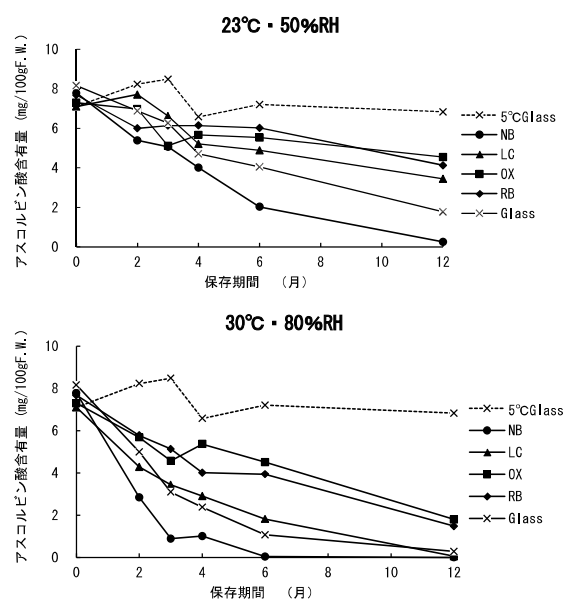 23℃・50%RH
アスコルビン酸含有量 (mg/100gF.W.)
10
8
6
4
2
0
0 2 4 6 8 10 12
保存期間 （月）
5℃Glass
NB
LC
OX
RB
Glass
30℃・80%RH
アスコルビン酸含有量 (mg/100gF.W.)
10
8
6
4
2
0
0 2 4 6 8 10 12
保存期間 （月）
5℃Glass
NB
LC
OX
RB
Glass